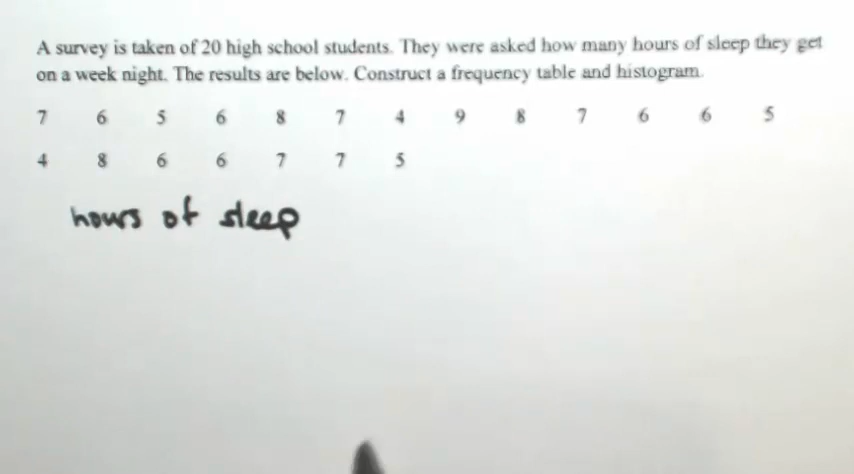 A survey is taken of 20 high school students. They were asked how many hours of sleep they get
on a week night. The results are below. Construct a frequency table and histogram.
7 6 5 6 8 7 4 9 8 7 6 6 5
4 8 6 6 7 7 5
hours of sleep